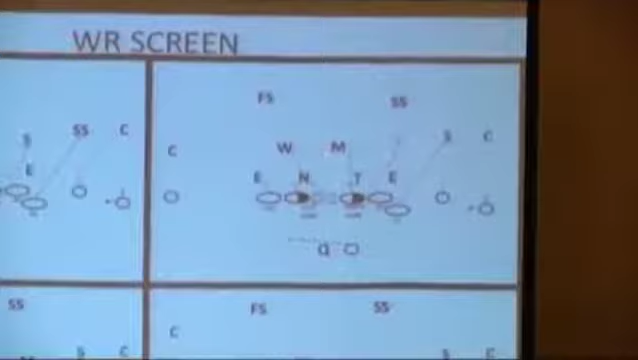 WR SCREEN
FS SS
S SS C C W M S C
E E N T E
Q
SS FS SS
C
S C S C